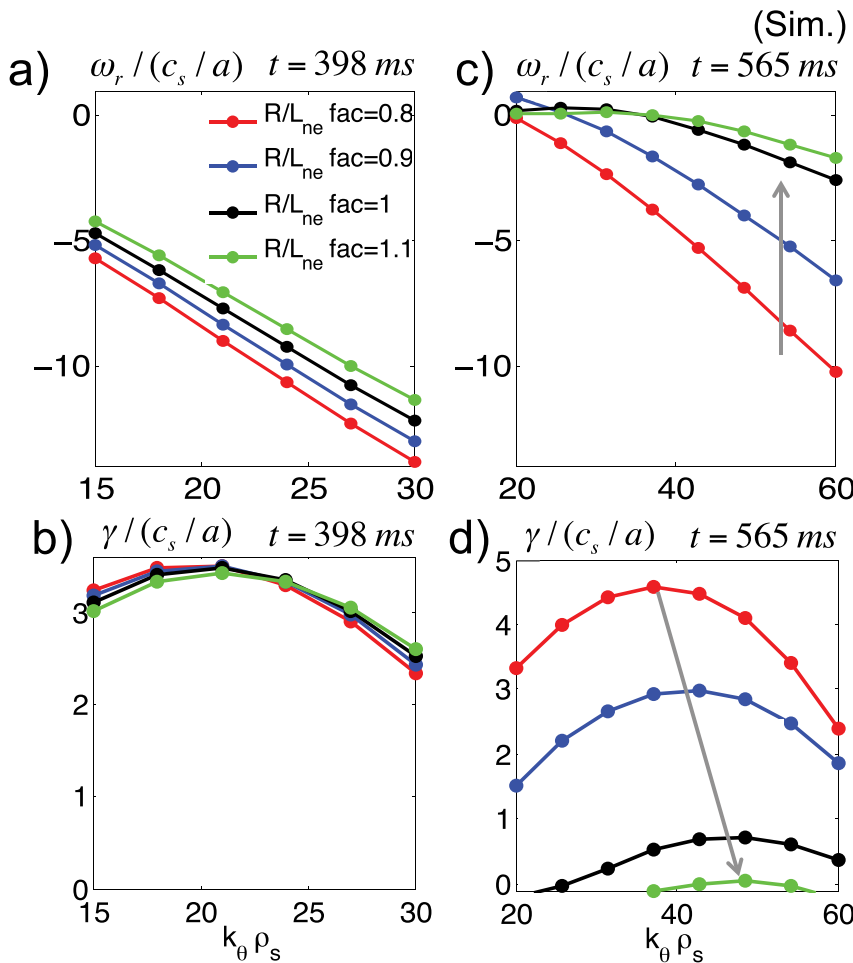 (Sim.)
a) ω_r / (c_s / a) t = 398 ms
0
−5
−10
15 20 25 30
R/L_ne fac=0.8
R/L_ne fac=0.9
R/L_ne fac=1
R/L_ne fac=1.1
c) ω_r / (c_s / a) t = 565 ms
0
−5
−10
20 40 60
b) γ / (c_s / a) t = 398 ms
3
2
1
0
15 20 25 30
k_θ ρ_s
d) γ / (c_s / a) t = 565 ms
5
4
3
2
1
0
20 40 60
k_θ ρ_s